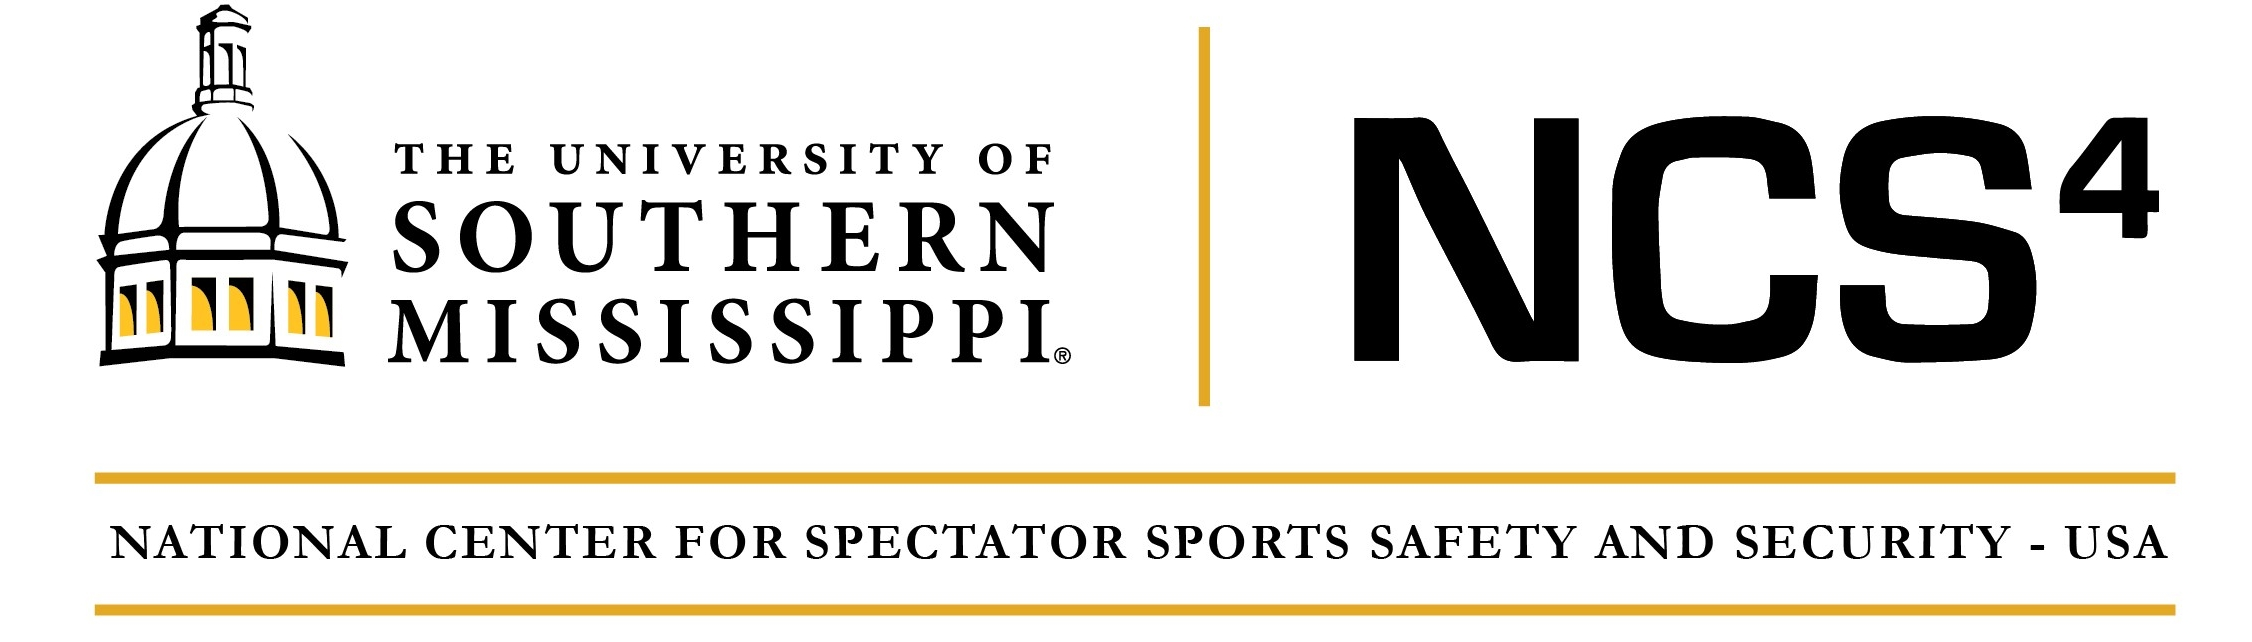 THE UNIVERSITY OF
SOUTHERN
MISSISSIPPI®
NCS⁴
NATIONAL CENTER FOR SPECTATOR SPORTS SAFETY AND SECURITY - USA